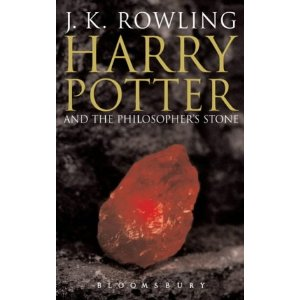 J. K. ROWLING
HARRY
POTTER
AND THE PHILOSOPHER'S STONE
BLOOMSBURY